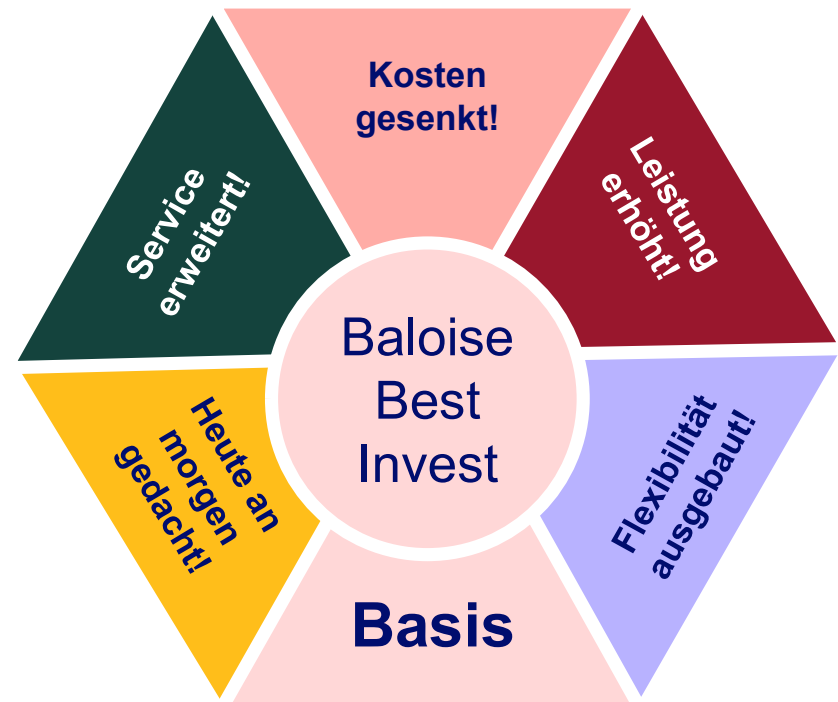 Kosten
gesenkt!
Leistung
erhöht!
Service
erweitert!
Baloise
Best
Invest
Heute an
morgen
gedacht!
Flexibilität
ausgebaut!
Basis